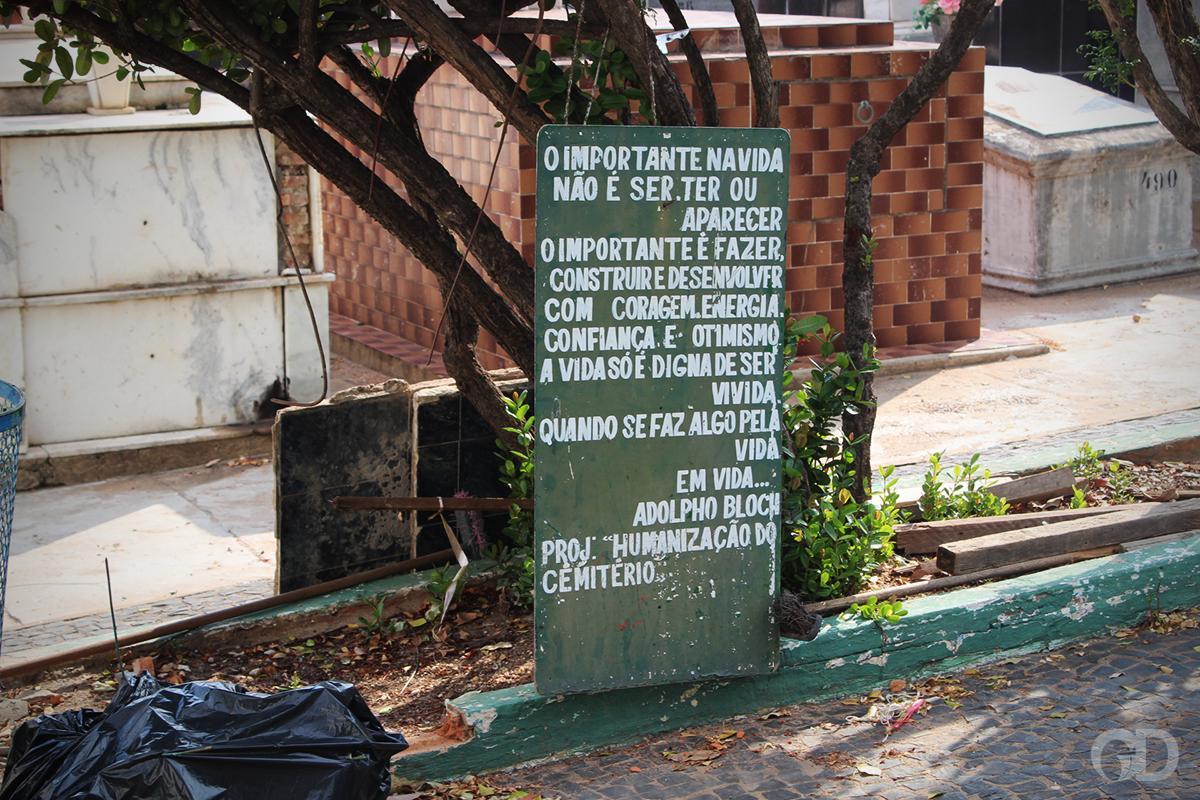 O IMPORTANTE NA VIDA
NÃO É SER.TER OU
APARECER
O IMPORTANTE É FAZER,
CONSTRUIR E DESENVOLVER
COM CORAGEM.ENERGIA.
CONFIANÇA E OTIMISMO
A VIDA SÓ É DIGNA DE SER
VIVIDA
QUANDO SE FAZ ALGO PELA
VIDA
EM VIDA...
ADOLPHO BLOCH
PROJ. "HUMANIZAÇÃO DO
CEMITÉRIO"
490
GD